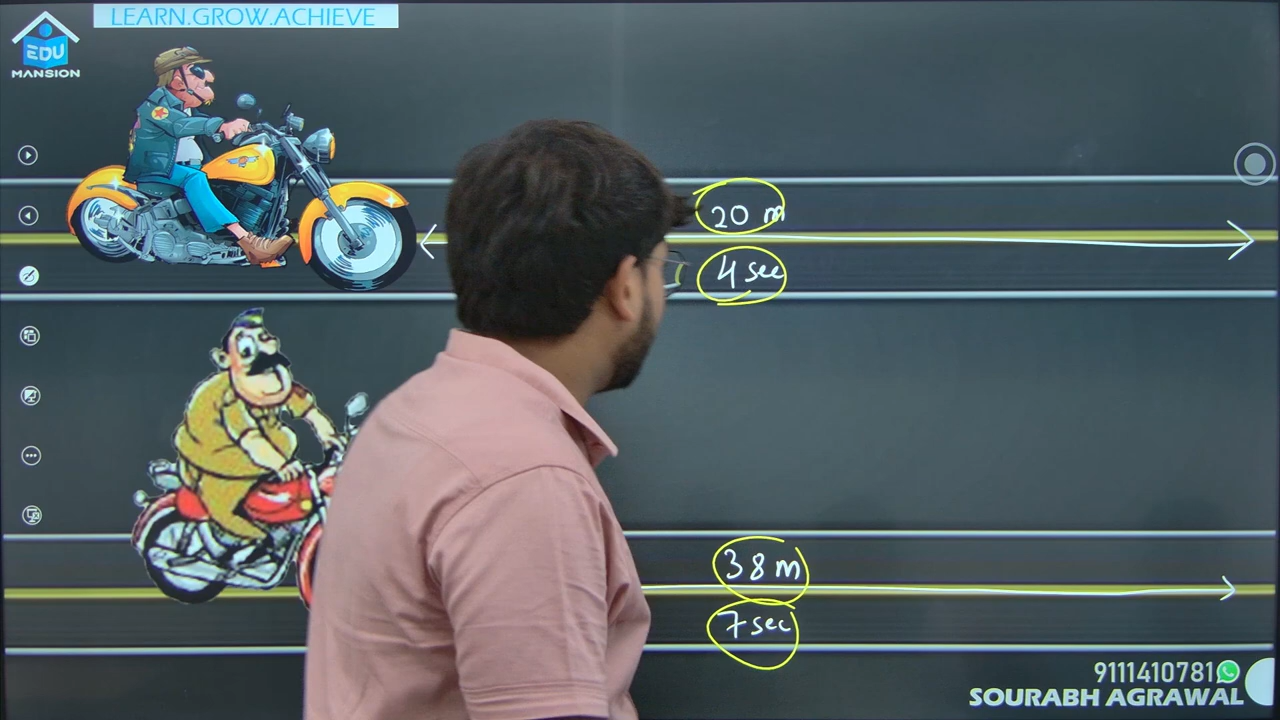 LEARN.GROW.ACHIEVE
EDU
MANSION
20 m
4 sec
38 m
7 sec
9111410781
SOURABH AGRAWAL